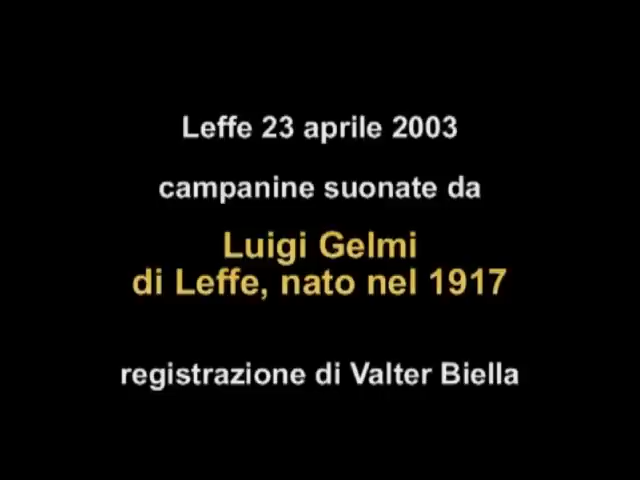 Leffe 23 aprile 2003
campanine suonate da
Luigi Gelmi
di Leffe, nato nel 1917
registrazione di Valter Biella